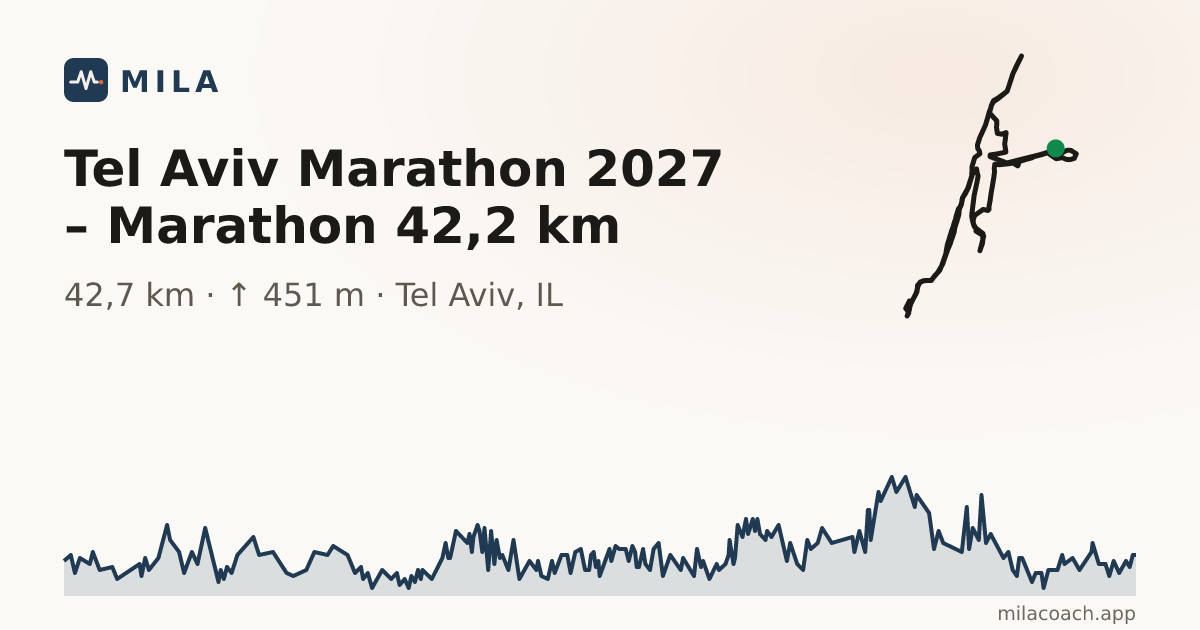 MILA
Tel Aviv Marathon 2027
– Marathon 42,2 km
42,7 km · ↑ 451 m · Tel Aviv, IL
milacoach.app